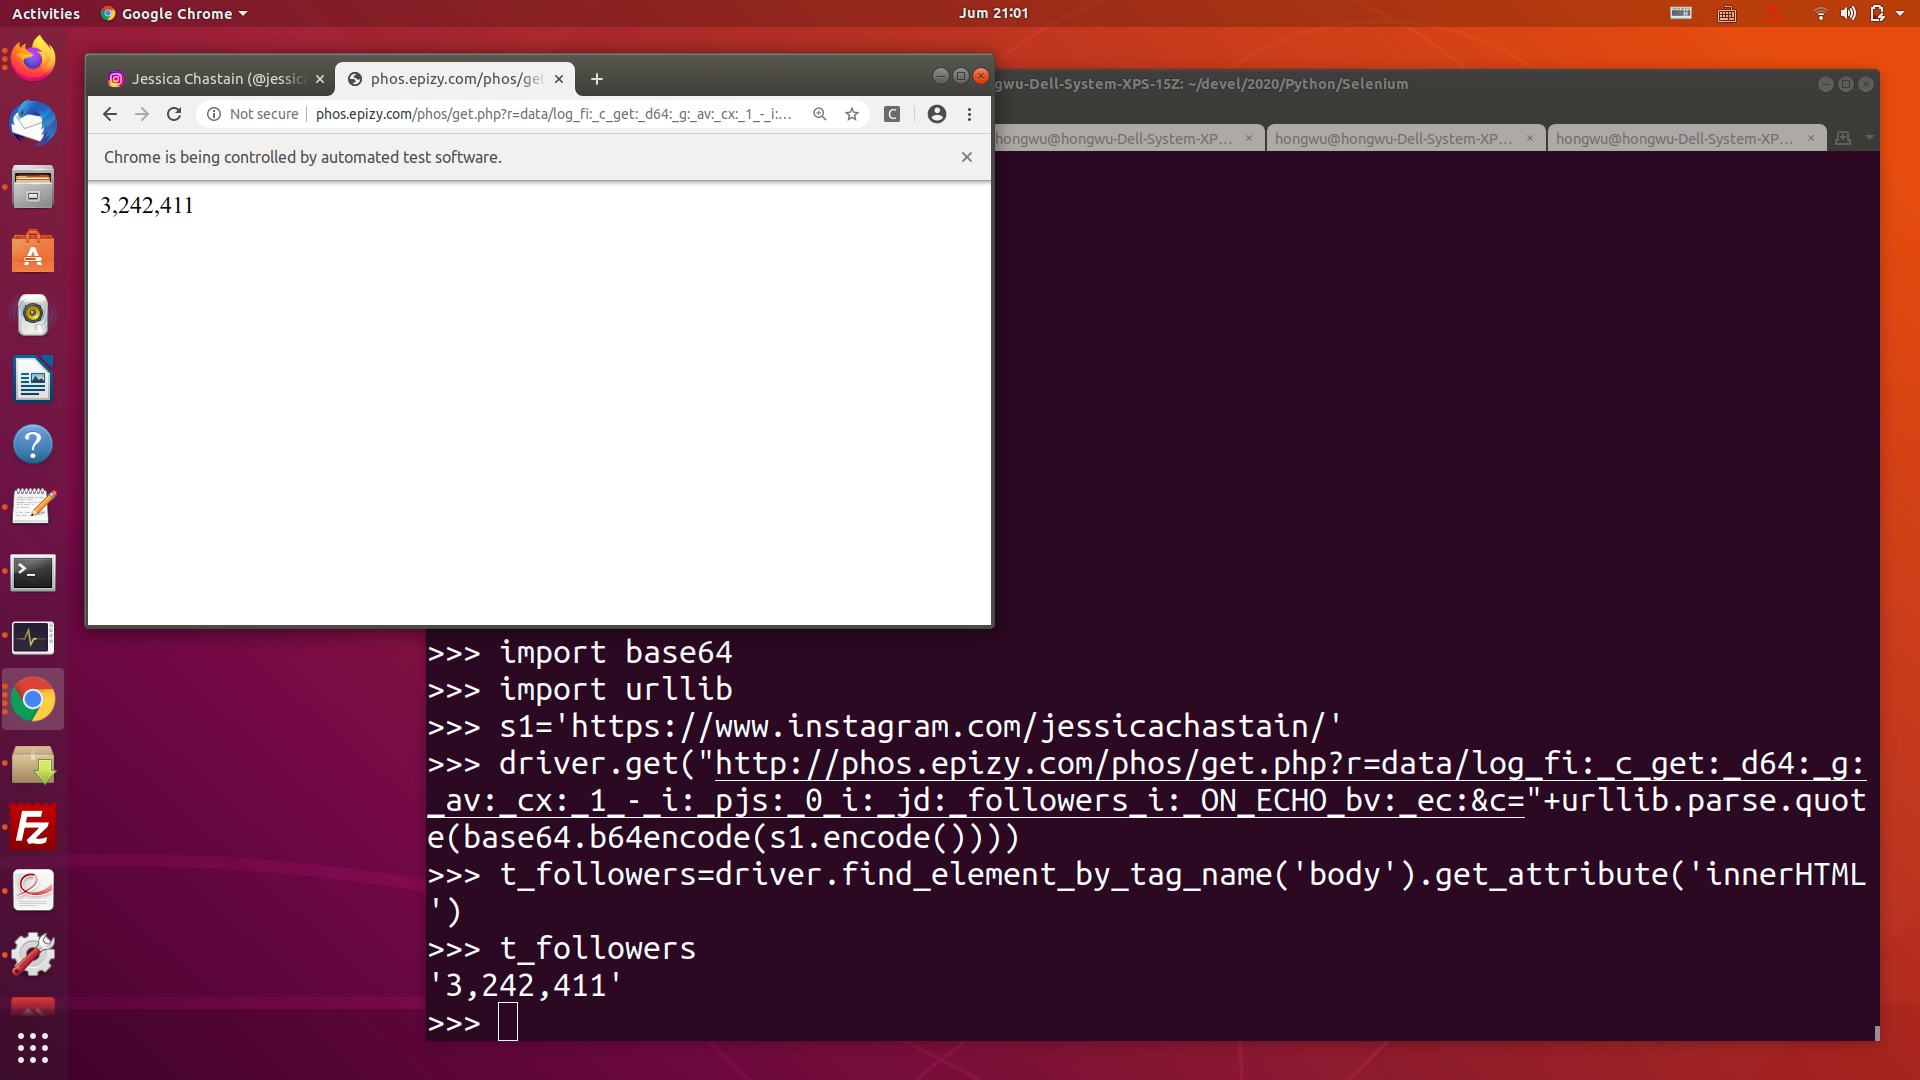 Activities
Google Chrome
Jum 21:01
Jessica Chastain (@jessic
phos.epizy.com/phos/get
Not secure
phos.epizy.com/phos/get.php?r=data/log_fi:_c_get:_d64:_g:_av:_cx:_1_-_i:...
C
Chrome is being controlled by automated test software.
3,242,411
ngwu-Dell-System-XPS-15Z: ~/devel/2020/Python/Selenium
hongwu@hongwu-Dell-System-XP...
hongwu@hongwu-Dell-System-XP...
hongwu@hongwu-Dell-System-XP...
>>> import base64
>>> import urllib
>>> s1='https://www.instagram.com/jessicachastain/'
>>> driver.get("http://phos.epizy.com/phos/get.php?r=data/log_fi:_c_get:_d64:_g:
_av:_cx:_1_-_i:_pjs:_0_i:_jd:_followers_i:_ON_ECHO_bv:_ec:&c="+urllib.parse.quot
e(base64.b64encode(s1.encode())))
>>> t_followers=driver.find_element_by_tag_name('body').get_attribute('innerHTML
')
>>> t_followers
'3,242,411'
>>>
Fz